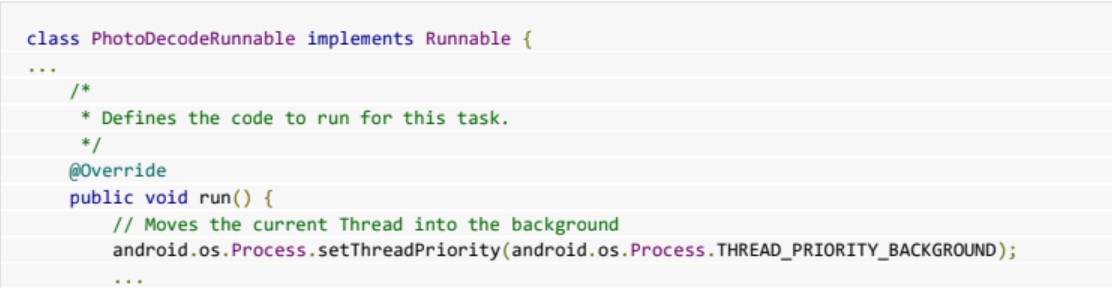 class PhotoDecodeRunnable implements Runnable {
...
    /*
     * Defines the code to run for this task.
     */
    @Override
    public void run() {
        // Moves the current Thread into the background
        android.os.Process.setThreadPriority(android.os.Process.THREAD_PRIORITY_BACKGROUND);
        ...